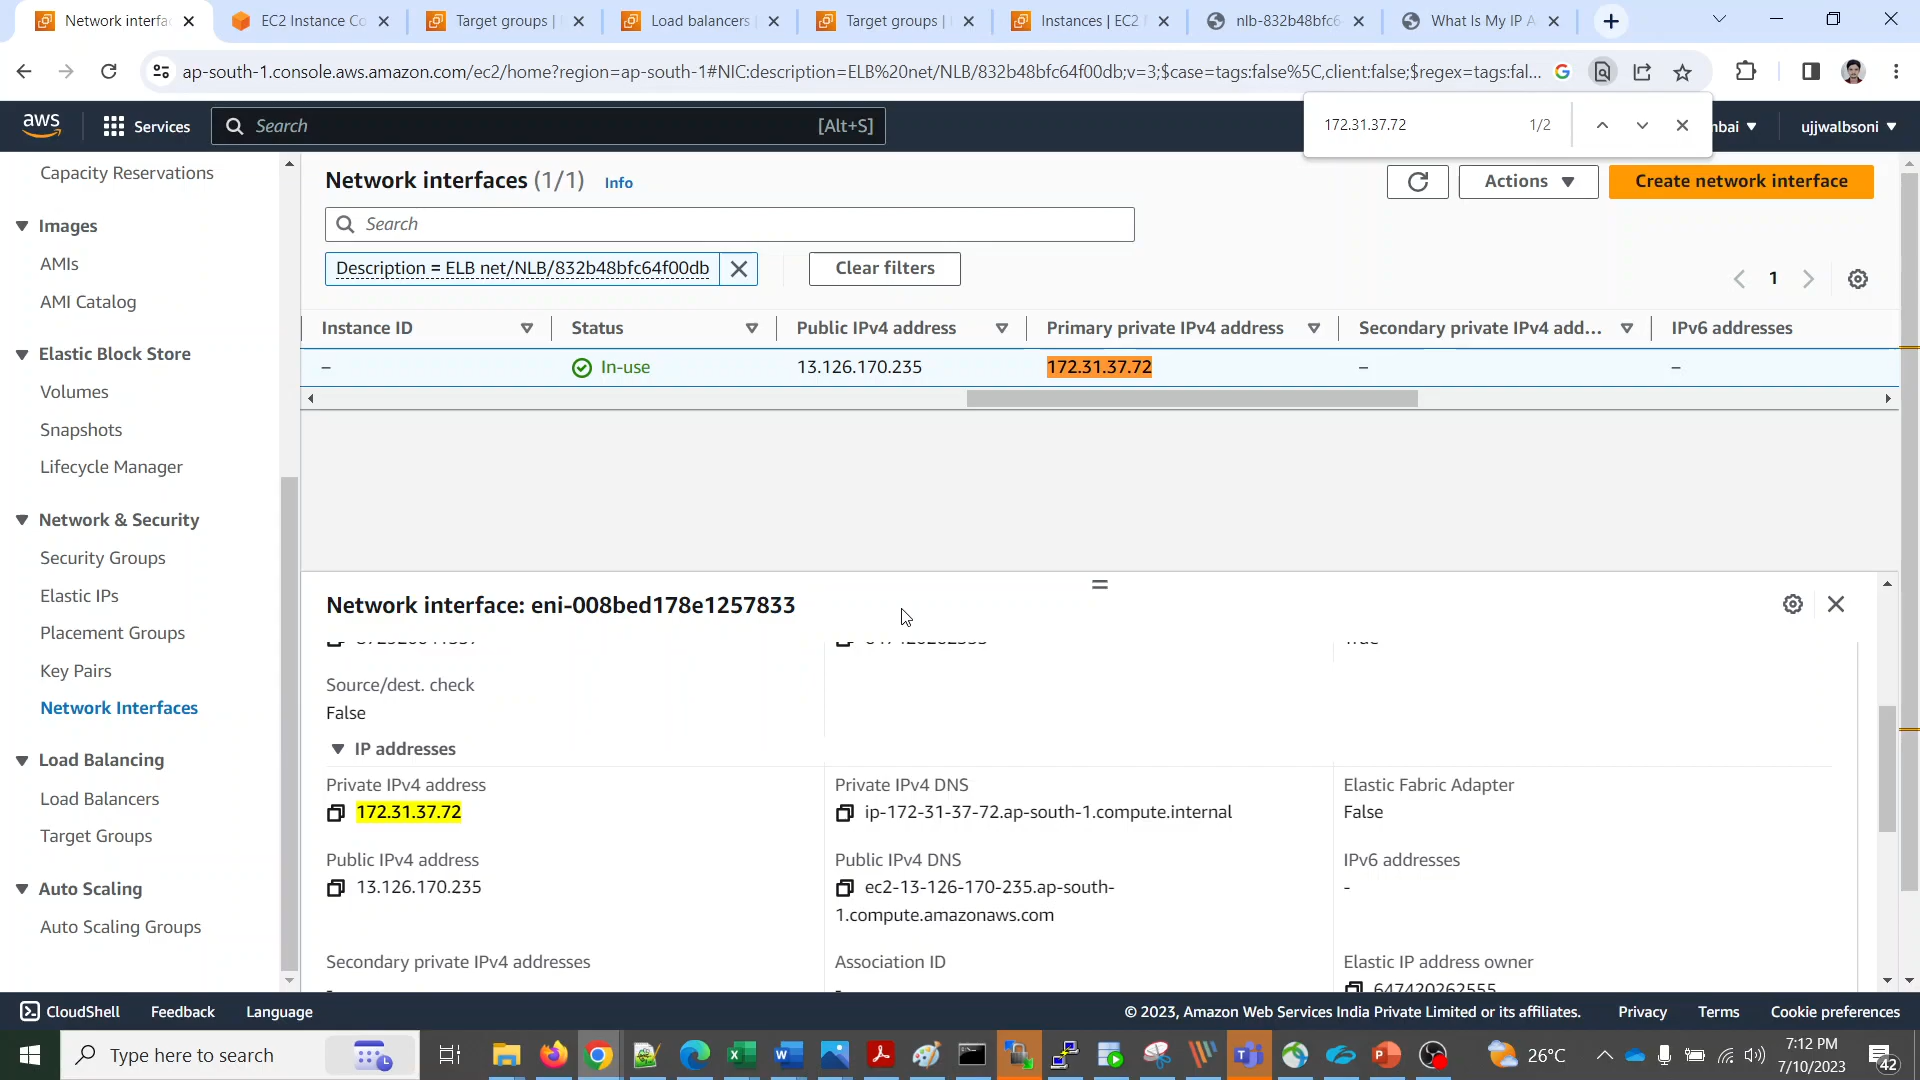 Network interfac
EC2 Instance Co
Target groups |
Load balancers
Target groups |
Instances | EC2
nlb-832b48bfc6
What Is My IP A
ap-south-1.console.aws.amazon.com/ec2/home?region=ap-south-1#NIC:description=ELB%20net/NLB/832b48bfc64f00db;v=3;$case=tags:false%5C,client:false;$regex=tags:fal...
aws
Services
Search
[Alt+S]
172.31.37.72
1/2
nbai
ujjwalbsoni
Capacity Reservations
Images
AMIs
AMI Catalog
Elastic Block Store
Volumes
Snapshots
Lifecycle Manager
Network & Security
Security Groups
Elastic IPs
Placement Groups
Key Pairs
Network Interfaces
Load Balancing
Load Balancers
Target Groups
Auto Scaling
Auto Scaling Groups
Network interfaces (1/1) Info
Actions
Create network interface
Search
Description = ELB net/NLB/832b48bfc64f00db
Clear filters
1
Instance ID Status Public IPv4 address Primary private IPv4 address Secondary private IPv4 add... IPv6 addresses
– In-use 13.126.170.235 172.31.37.72 – –
Network interface: eni-008bed178e1257833
Source/dest. check
False
IP addresses
Private IPv4 address
172.31.37.72
Private IPv4 DNS
ip-172-31-37-72.ap-south-1.compute.internal
Elastic Fabric Adapter
False
Public IPv4 address
13.126.170.235
Public IPv4 DNS
ec2-13-126-170-235.ap-south-
1.compute.amazonaws.com
IPv6 addresses
-
Secondary private IPv4 addresses
-
Association ID
-
Elastic IP address owner
647420262555
CloudShell
Feedback
Language
© 2023, Amazon Web Services India Private Limited or its affiliates.
Privacy
Terms
Cookie preferences
Type here to search
26°C
7:12 PM
7/10/2023
42